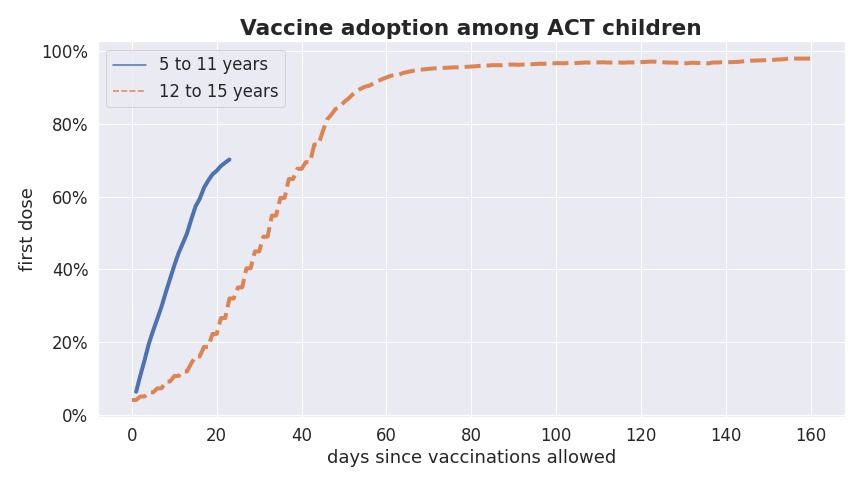 Vaccine adoption among ACT children
100%
80%
60%
40%
20%
0%
first dose
5 to 11 years
12 to 15 years
0 20 40 60 80 100 120 140 160
days since vaccinations allowed